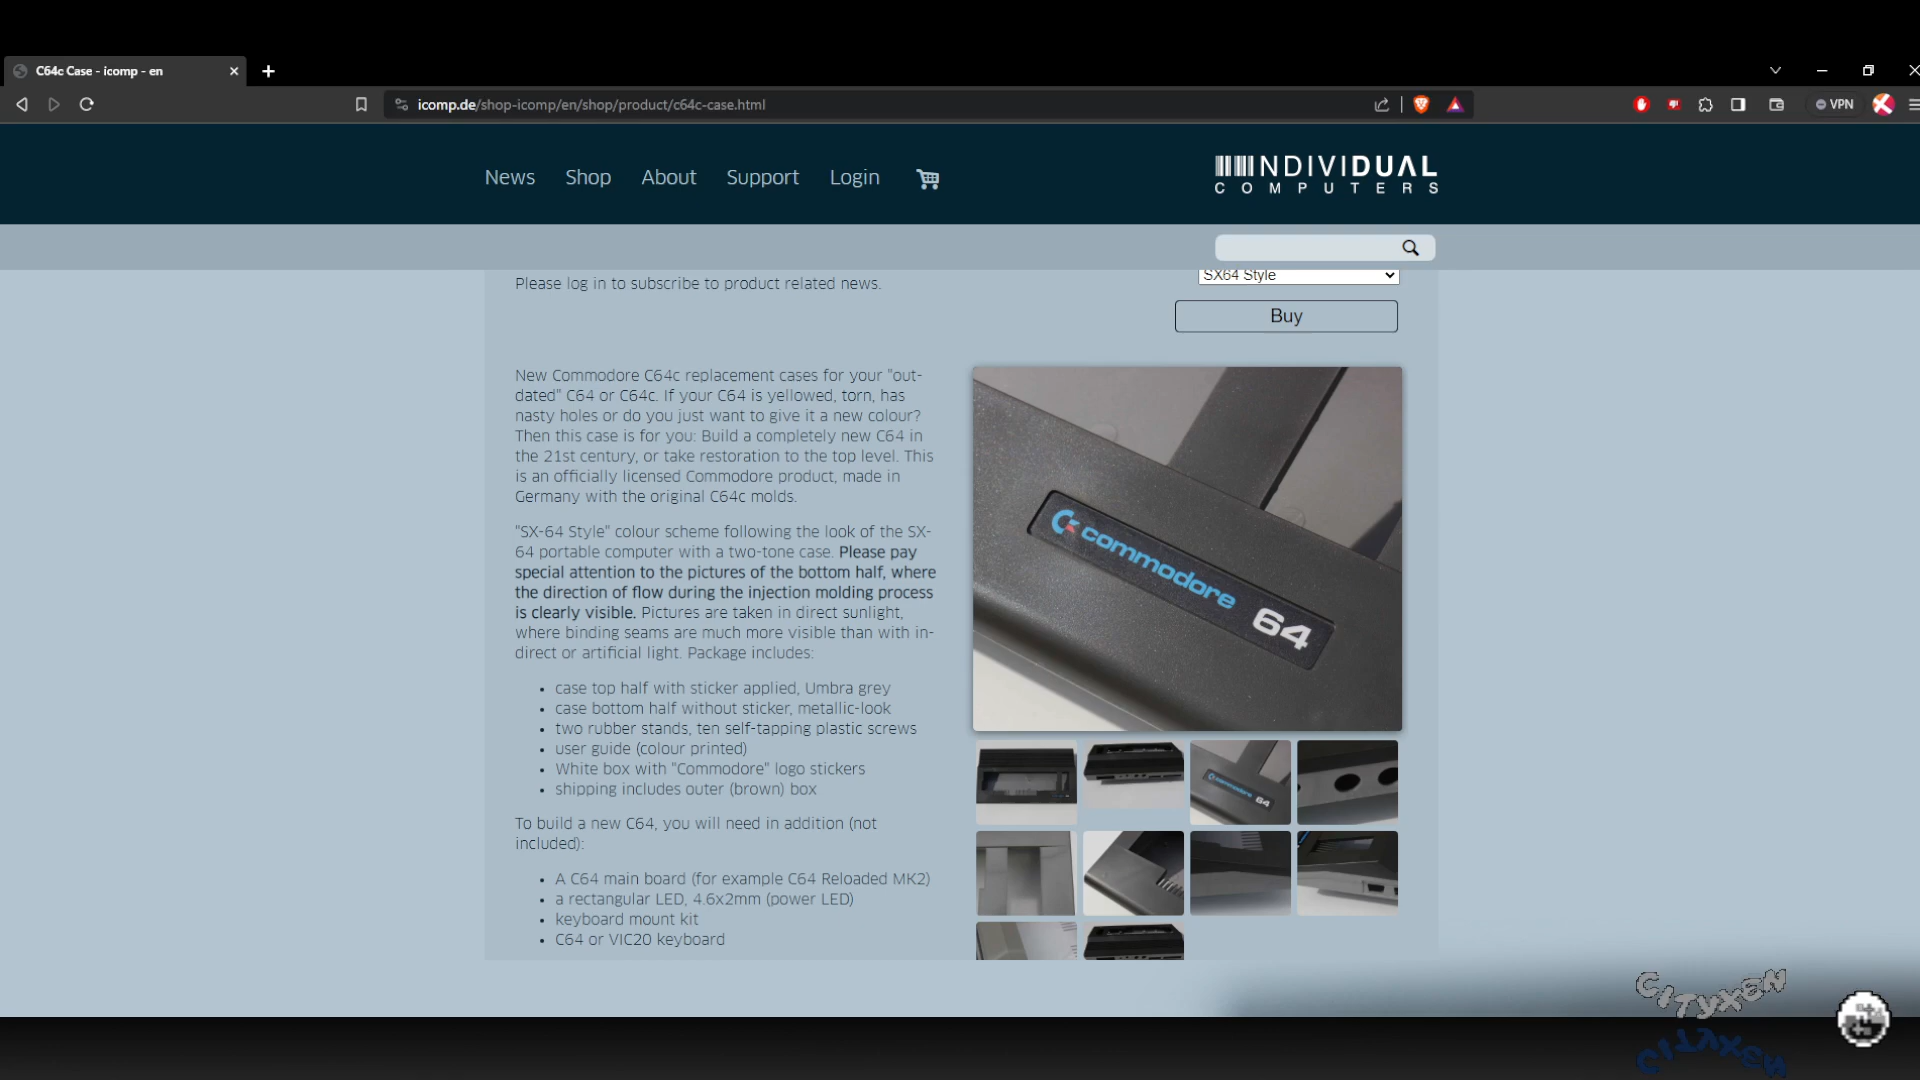 C64c Case - icomp - en
icomp.de/shop-icomp/en/shop/product/c64c-case.html
VPN
News
Shop
About
Support
Login
INDIVIDUAL
COMPUTERS
Please log in to subscribe to product related news.
SX64 Style
Buy
New Commodore C64c replacement cases for your "out-
dated" C64 or C64c. If your C64 is yellowed, torn, has
nasty holes or do you just want to give it a new colour?
Then this case is for you: Build a completely new C64 in
the 21st century, or take restoration to the top level. This
is an officially licensed Commodore product, made in
Germany with the original C64c molds.
"SX-64 Style" colour scheme following the look of the SX-
64 portable computer with a two-tone case. Please pay
special attention to the pictures of the bottom half, where
the direction of flow during the injection molding process
is clearly visible. Pictures are taken in direct sunlight,
where binding seams are much more visible than with in-
direct or artificial light. Package includes:
• case top half with sticker applied, Umbra grey
• case bottom half without sticker, metallic-look
• two rubber stands, ten self-tapping plastic screws
• user guide (colour printed)
• White box with "Commodore" logo stickers
• shipping includes outer (brown) box
To build a new C64, you will need in addition (not
included):
• A C64 main board (for example C64 Reloaded MK2)
• a rectangular LED, 4.6x2mm (power LED)
• keyboard mount kit
• C64 or VIC20 keyboard
commodore 64
commodore 64
CITYXEN
CITYXEN